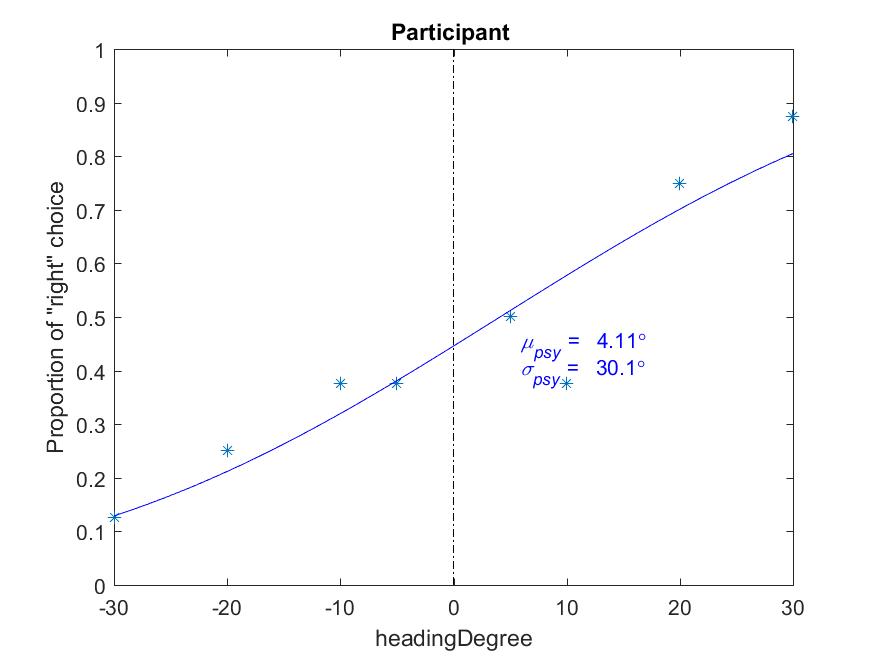 Participant
1
0.9
0.8
0.7
0.6
0.5
0.4
0.3
0.2
0.1
0
Proportion of "right" choice
μpsy = 4.11°
σpsy = 30.1°
-30 -20 -10 0 10 20 30
headingDegree